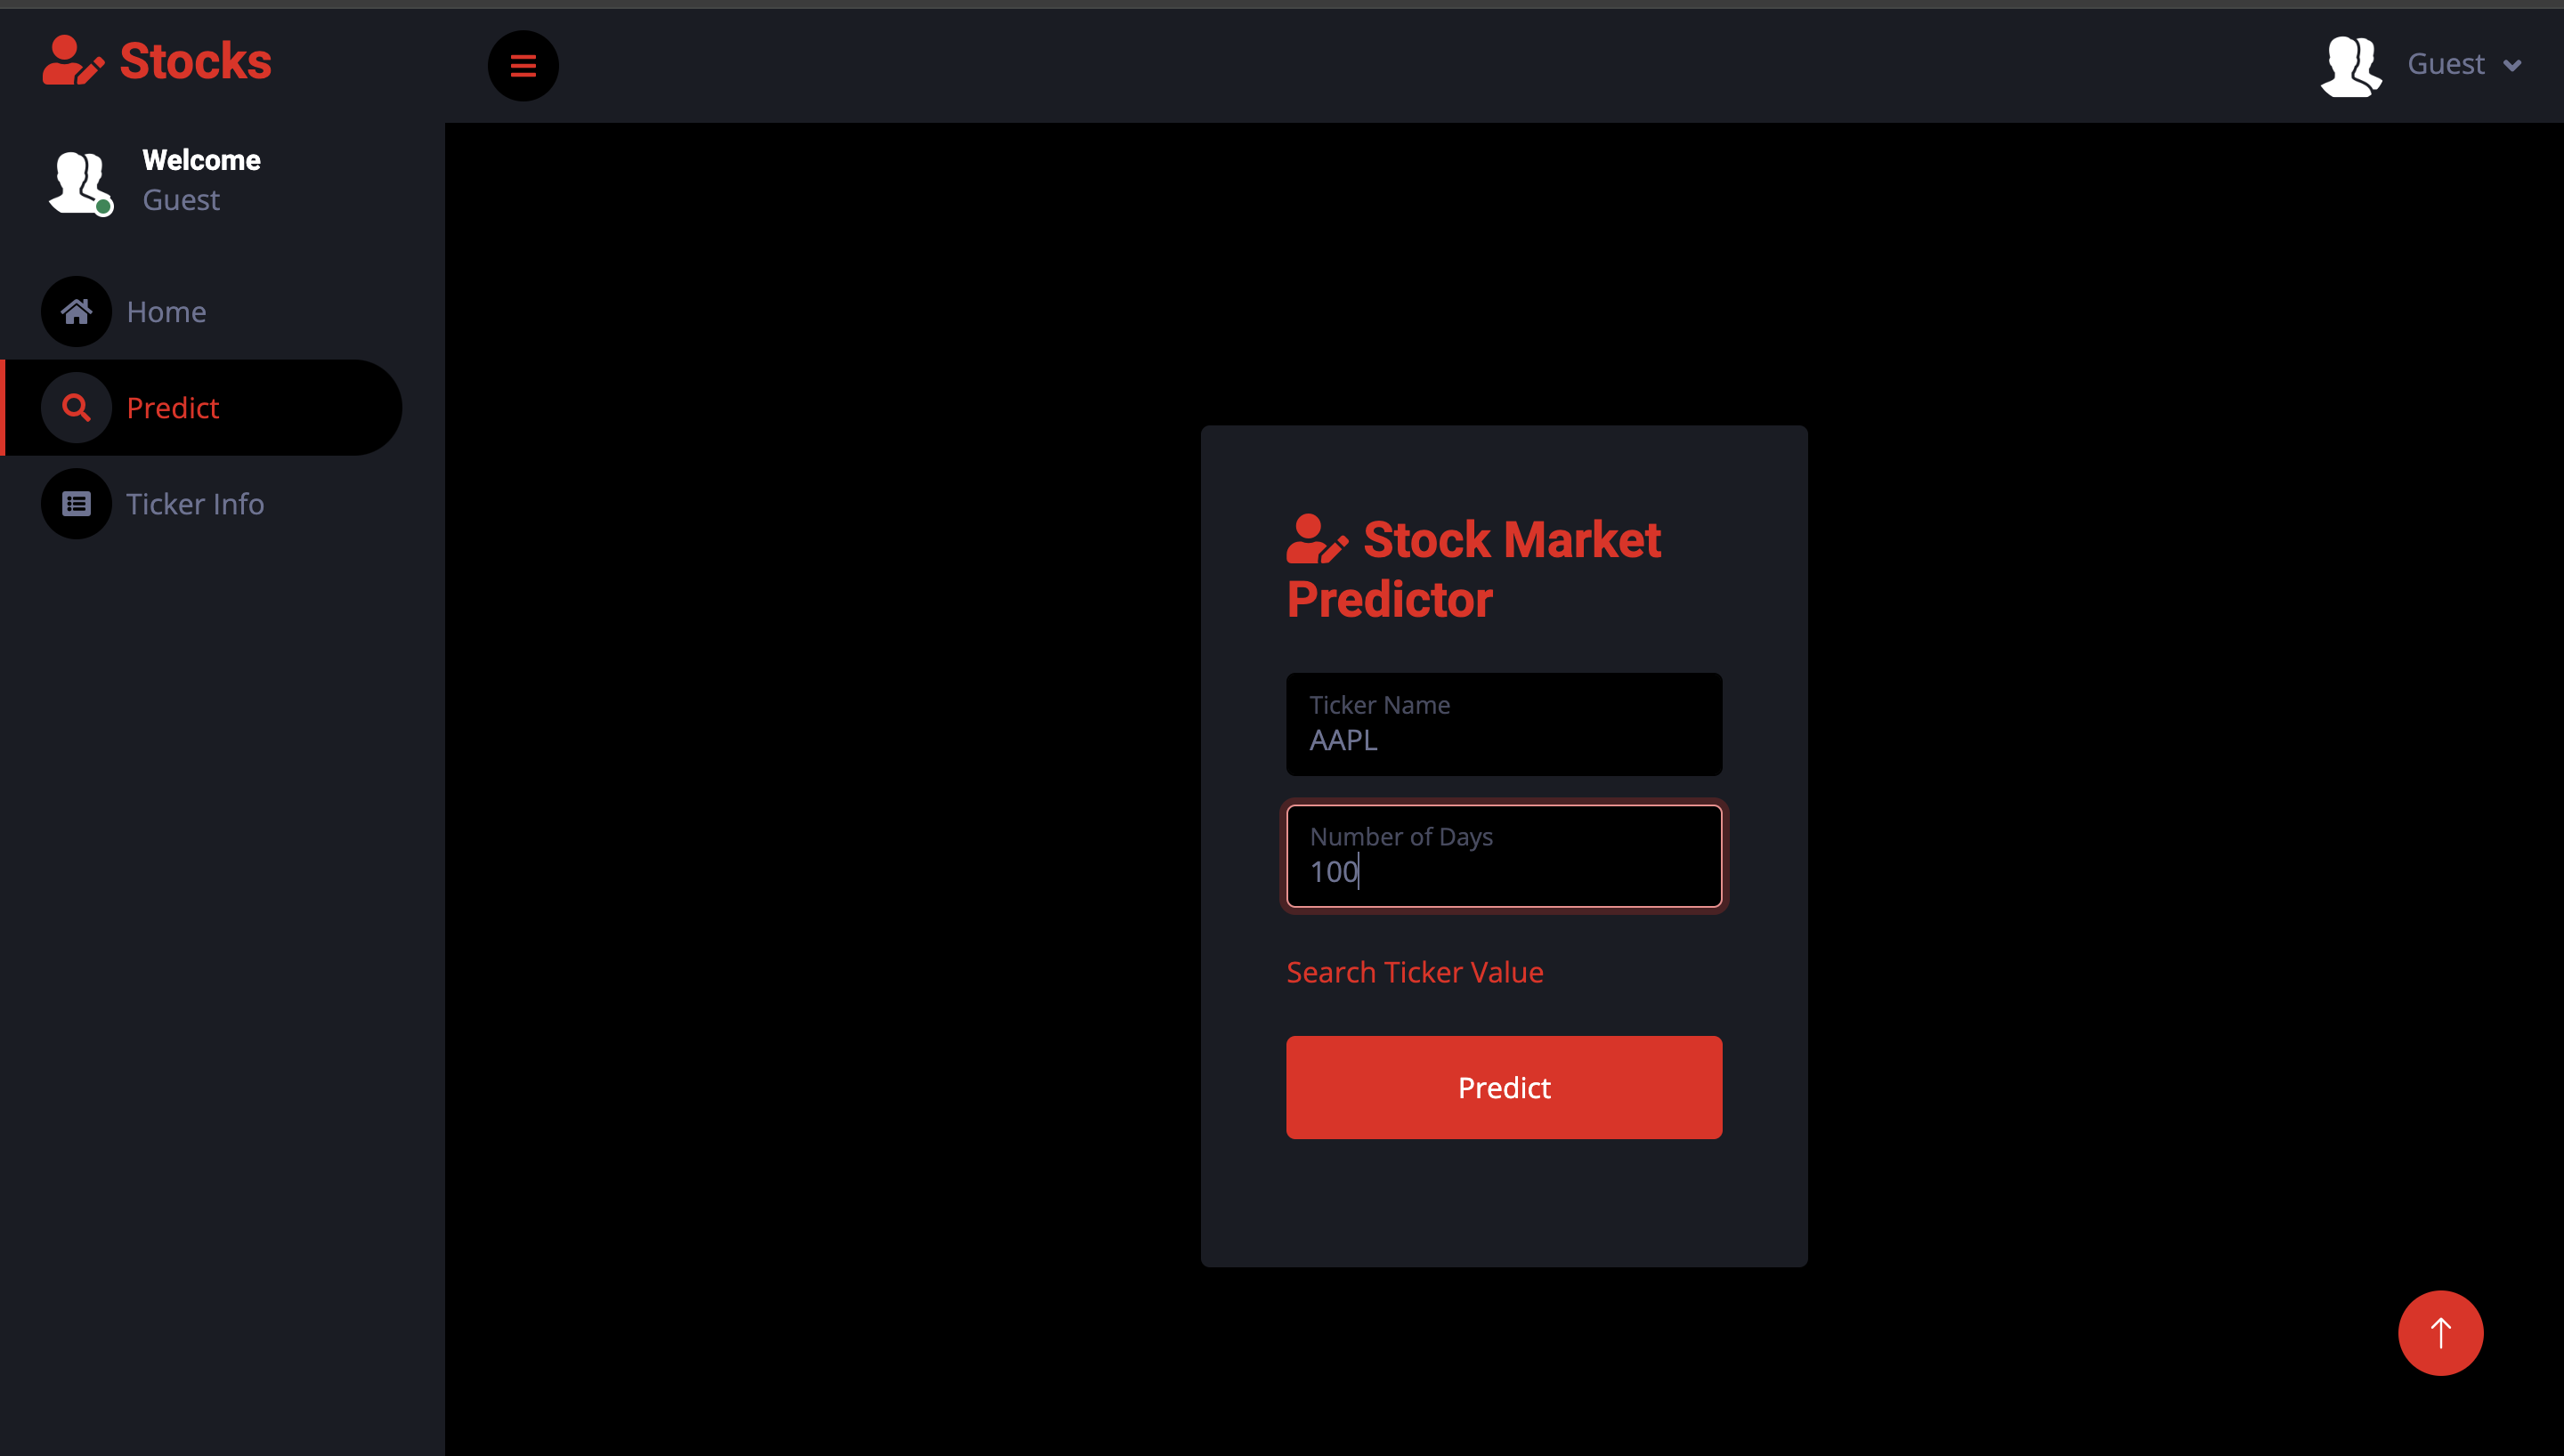 Stocks
Guest
Welcome
Guest
Home
Predict
Ticker Info
Stock Market
Predictor
Ticker Name
AAPL
Number of Days
100
Search Ticker Value
Predict